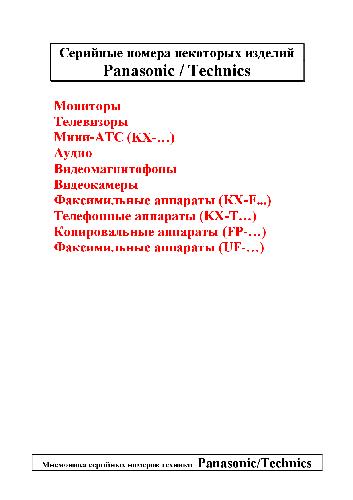 Серийные номера некоторых изделий
Panasonic / Technics
Мониторы
Телевизоры
Мини-АТС (KX-…)
Аудио
Видеомагнитофоны
Видеокамеры
Факсимильные аппараты (KX-F...)
Телефонные аппараты (KX-T…)
Копировальные аппараты (FP-…)
Факсимильные аппараты (UF-…)
Мнемоника серийных номеров техники Panasonic/Technics